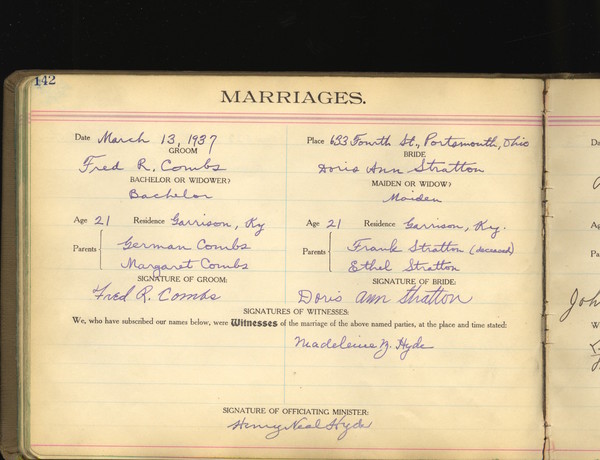 142
MARRIAGES.
Date March 13, 1937 Place 633 Fourth St., Portsmouth, Ohio
GROOM BRIDE
Fred R. Combs Doris Ann Stratton
BACHELOR OR WIDOWER? MAIDEN OR WIDOW?
Bachelor Maiden
Age 21 Residence Garrison, Ky Age 21 Residence Garrison, Ky.
Parents German Combs Parents Frank Stratton (deceased)
Margaret Combs Ethel Stratton
SIGNATURE OF GROOM: SIGNATURE OF BRIDE:
Fred R. Combs Doris Ann Stratton
SIGNATURES OF WITNESSES:
We, who have subscribed our names below, were Witnesses of the marriage of the above named parties, at the place and time stated:
Madeleine Z. Hyde
SIGNATURE OF OFFICIATING MINISTER:
Henry Neal Hyde
Da
Ag
Pa
Joh
W